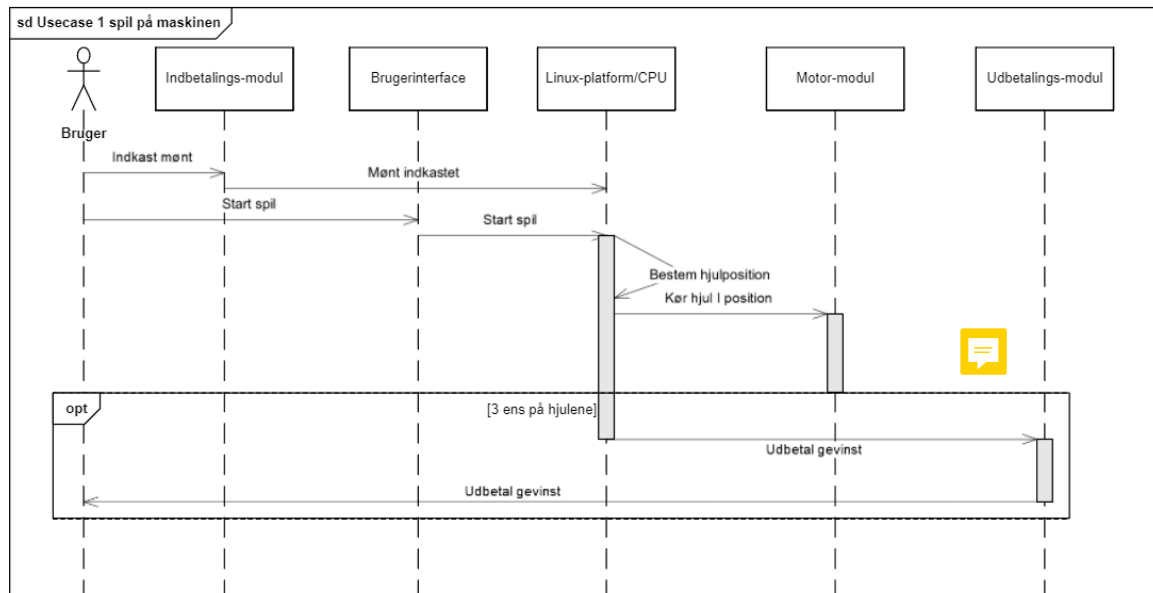 sd Usecase 1 spil på maskinen
Indbetalings-modul
Brugerinterface
Linux-platform/CPU
Motor-modul
Udbetalings-modul
Bruger
Indkast mønt
Mønt indkastet
Start spil
Start spil
Bestem hjulposition
Kør hjul I position
opt
[3 ens på hjulene]
Udbetal gevinst
Udbetal gevinst